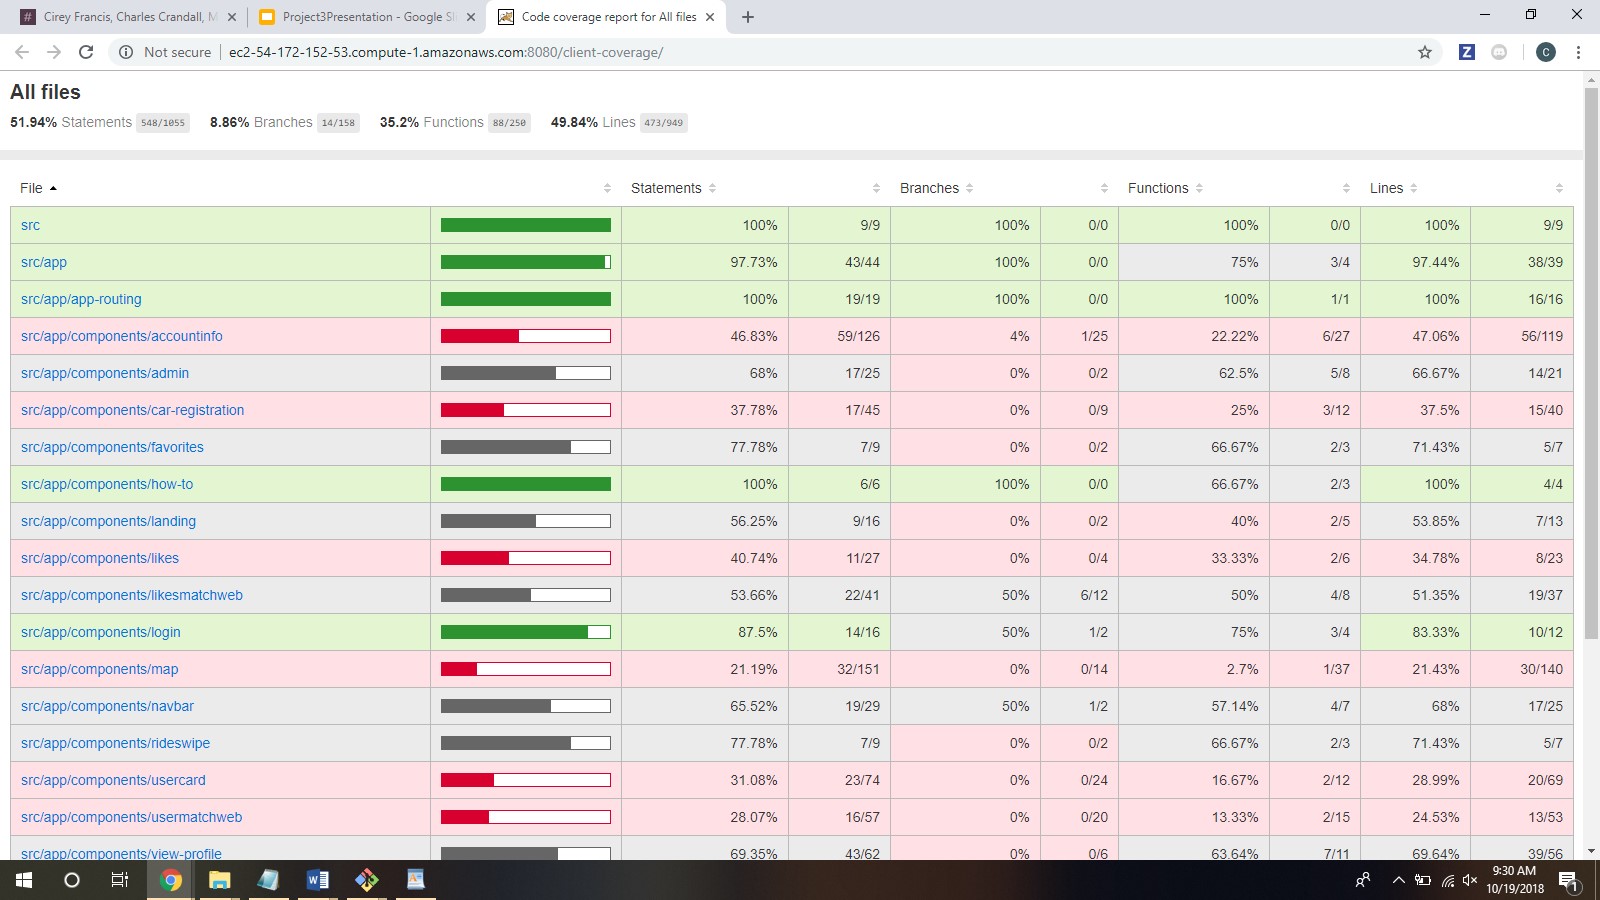 Cirey Francis, Charles Crandall, M
Project3Presentation - Google Sl
Code coverage report for All files
Not secure
ec2-54-172-152-53.compute-1.amazonaws.com:8080/client-coverage/
Z
C
All files
51.94% Statements 548/1055 8.86% Branches 14/158 35.2% Functions 88/250 49.84% Lines 473/949
File Statements Branches Functions Lines
src 100% 9/9 100% 0/0 100% 0/0 100% 9/9
src/app 97.73% 43/44 100% 0/0 75% 3/4 97.44% 38/39
src/app/app-routing 100% 19/19 100% 0/0 100% 1/1 100% 16/16
src/app/components/accountinfo 46.83% 59/126 4% 1/25 22.22% 6/27 47.06% 56/119
src/app/components/admin 68% 17/25 0% 0/2 62.5% 5/8 66.67% 14/21
src/app/components/car-registration 37.78% 17/45 0% 0/9 25% 3/12 37.5% 15/40
src/app/components/favorites 77.78% 7/9 0% 0/2 66.67% 2/3 71.43% 5/7
src/app/components/how-to 100% 6/6 100% 0/0 66.67% 2/3 100% 4/4
src/app/components/landing 56.25% 9/16 0% 0/2 40% 2/5 53.85% 7/13
src/app/components/likes 40.74% 11/27 0% 0/4 33.33% 2/6 34.78% 8/23
src/app/components/likesmatchweb 53.66% 22/41 50% 6/12 50% 4/8 51.35% 19/37
src/app/components/login 87.5% 14/16 50% 1/2 75% 3/4 83.33% 10/12
src/app/components/map 21.19% 32/151 0% 0/14 2.7% 1/37 21.43% 30/140
src/app/components/navbar 65.52% 19/29 50% 1/2 57.14% 4/7 68% 17/25
src/app/components/rideswipe 77.78% 7/9 0% 0/2 66.67% 2/3 71.43% 5/7
src/app/components/usercard 31.08% 23/74 0% 0/24 16.67% 2/12 28.99% 20/69
src/app/components/usermatchweb 28.07% 16/57 0% 0/20 13.33% 2/15 24.53% 13/53
src/app/components/view-profile 69.35% 43/62 0% 0/6 63.64% 7/11 69.64% 39/56
9:30 AM
10/19/2018
1